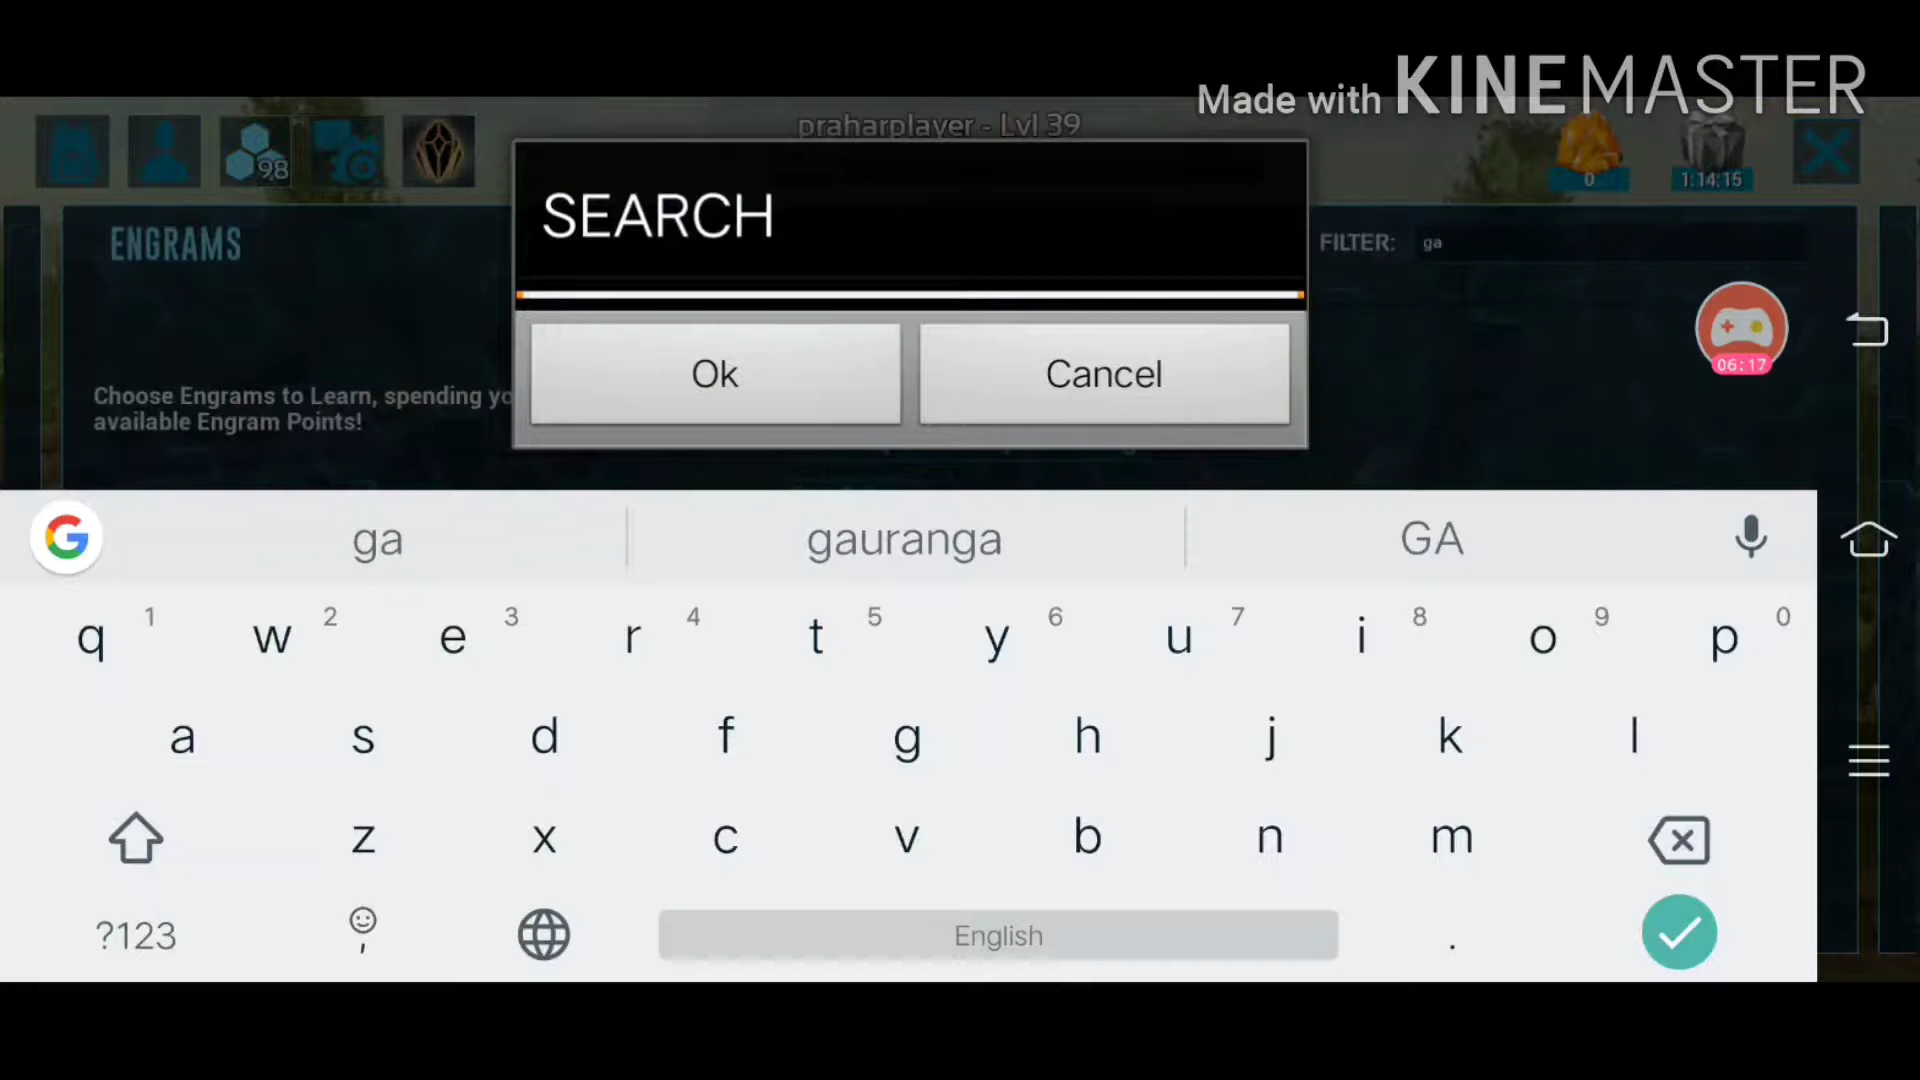 Made with KINEMASTER
praharplayer - Lvl 39
98
0
1:14:15
SEARCH
ENGRAMS
FILTER: ga
06:17
Ok
Cancel
Choose Engrams to Learn, spending yo
available Engram Points!
ga
gauranga
GA
q 1 w 2 e 3 r 4 t 5 y 6 u 7 i 8 o 9 p 0
a s d f g h j k l
z x c v b n m
?123 , English .